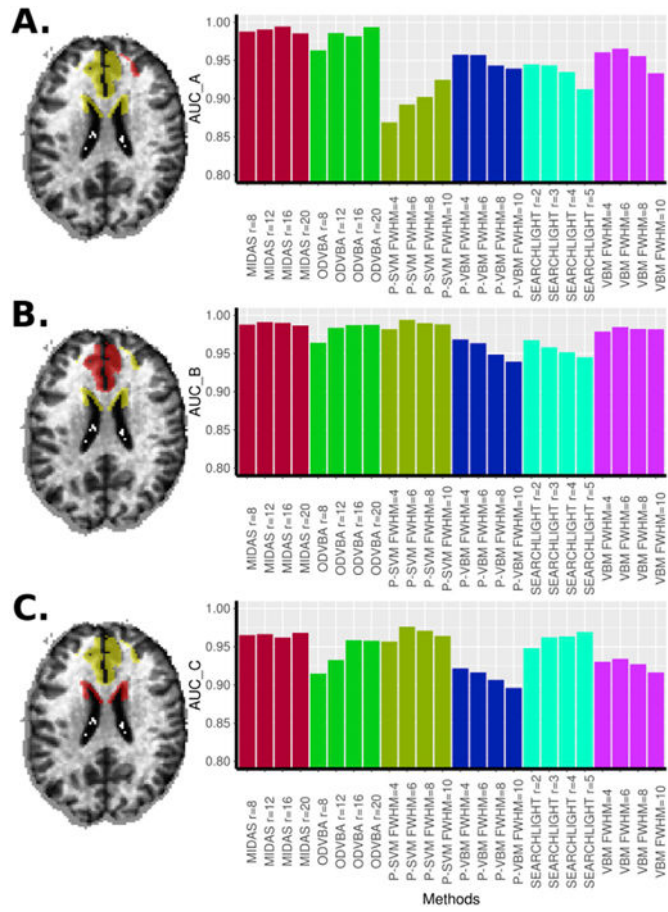 A.
AUC_A
1.00
0.95
0.90
0.85
0.80
MIDAS r=8
MIDAS r=12
MIDAS r=16
MIDAS r=20
ODVBA r=8
ODVBA r=12
ODVBA r=16
ODVBA r=20
P-SVM FWHM=4
P-SVM FWHM=6
P-SVM FWHM=8
P-SVM FWHM=10
P-VBM FWHM=4
P-VBM FWHM=6
P-VBM FWHM=8
P-VBM FWHM=10
SEARCHLIGHT r=2
SEARCHLIGHT r=3
SEARCHLIGHT r=4
SEARCHLIGHT r=5
VBM FWHM=4
VBM FWHM=6
VBM FWHM=8
VBM FWHM=10
B.
AUC_B
1.00
0.95
0.90
0.85
0.80
MIDAS r=8
MIDAS r=12
MIDAS r=16
MIDAS r=20
ODVBA r=8
ODVBA r=12
ODVBA r=16
ODVBA r=20
P-SVM FWHM=4
P-SVM FWHM=6
P-SVM FWHM=8
P-SVM FWHM=10
P-VBM FWHM=4
P-VBM FWHM=6
P-VBM FWHM=8
P-VBM FWHM=10
SEARCHLIGHT r=2
SEARCHLIGHT r=3
SEARCHLIGHT r=4
SEARCHLIGHT r=5
VBM FWHM=4
VBM FWHM=6
VBM FWHM=8
VBM FWHM=10
C.
AUC_C
1.00
0.95
0.90
0.85
0.80
MIDAS r=8
MIDAS r=12
MIDAS r=16
MIDAS r=20
ODVBA r=8
ODVBA r=12
ODVBA r=16
ODVBA r=20
P-SVM FWHM=4
P-SVM FWHM=6
P-SVM FWHM=8
P-SVM FWHM=10
P-VBM FWHM=4
P-VBM FWHM=6
P-VBM FWHM=8
P-VBM FWHM=10
SEARCHLIGHT r=2
SEARCHLIGHT r=3
SEARCHLIGHT r=4
SEARCHLIGHT r=5
VBM FWHM=4
VBM FWHM=6
VBM FWHM=8
VBM FWHM=10
Methods